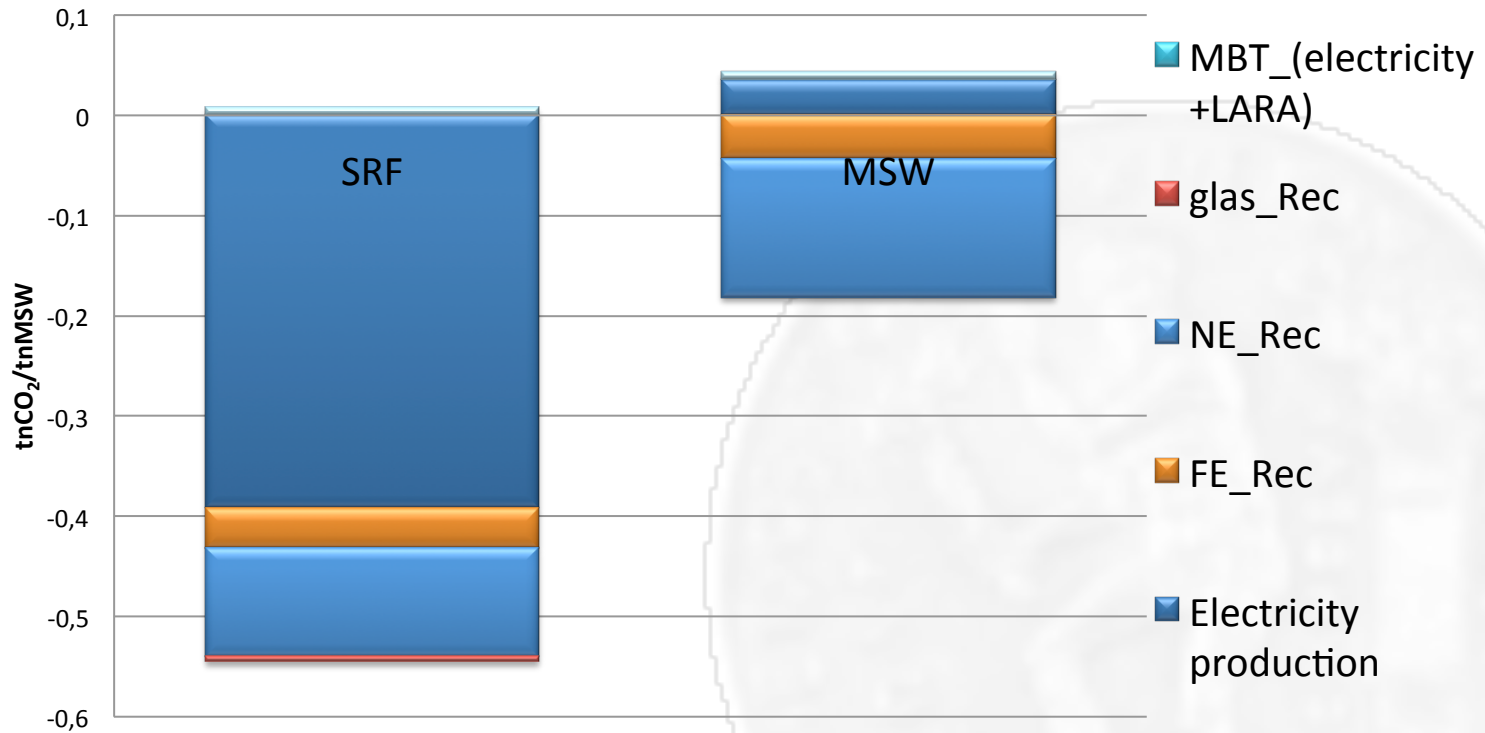 0,1
0
-0,1
-0,2
-0,3
-0,4
-0,5
-0,6
tnCO₂/tnMSW
SRF
MSW
MBT_(electricity
+LARA)
glas_Rec
NE_Rec
FE_Rec
Electricity
production